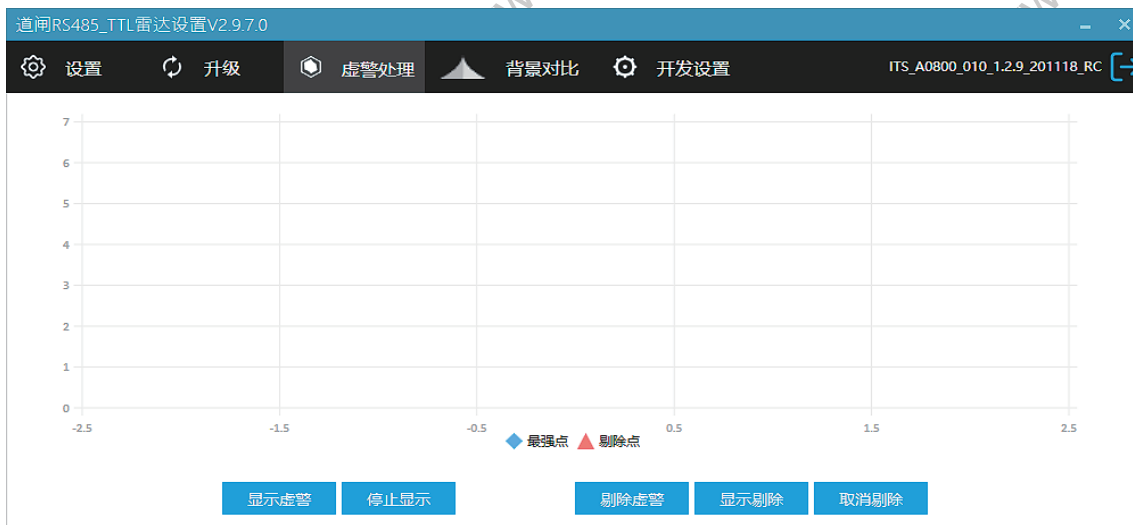 道闸RS485_TTL雷达设置V2.9.7.0
设置 升级 虚警处理 背景对比 开发设置 ITS_A0800_010_1.2.9_201118_RC
7
6
5
4
3
2
1
0
-2.5 -1.5 -0.5 0.5 1.5 2.5
最强点 剔除点
显示虚警 停止显示 剔除虚警 显示剔除 取消剔除